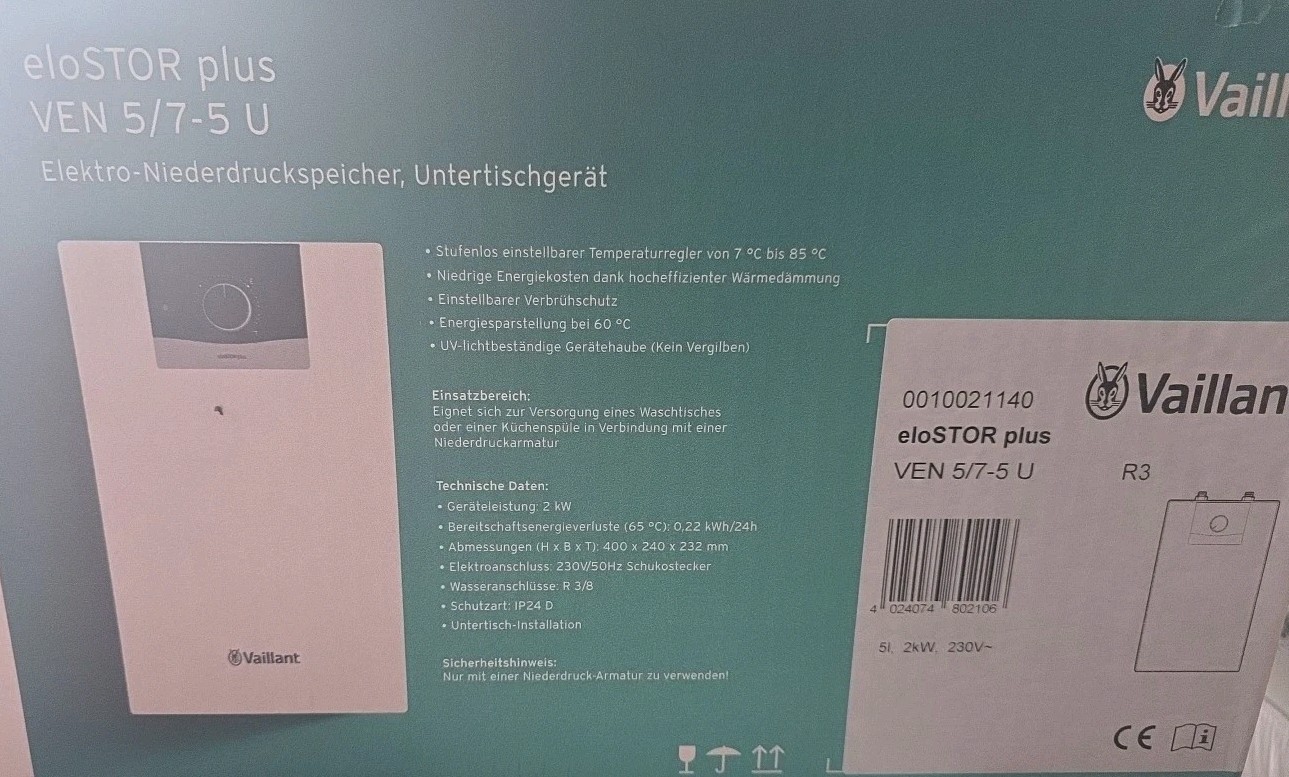 eloSTOR plus
VEN 5/7-5 U
Elektro-Niederdruckspeicher, Untertischgerät
Vaill
• Stufenlos einstellbarer Temperaturregler von 7 °C bis 85 °C
• Niedrige Energiekosten dank hocheffizienter Wärmedämmung
• Einstellbarer Verbrühschutz
• Energiesparstellung bei 60 °C
• UV-lichtbeständige Gerätehaube (Kein Vergilben)
Einsatzbereich:
Eignet sich zur Versorgung eines Waschtisches
oder einer Küchenspüle in Verbindung mit einer
Niederdruckarmatur
Technische Daten:
• Geräteleistung: 2 kW
• Bereitschaftsenergieverluste (65 °C): 0,22 kWh/24h
• Abmessungen (H x B x T): 400 x 240 x 232 mm
• Elektroanschluss: 230V/50Hz Schukostecker
• Wasseranschlüsse: R 3/8
• Schutzart: IP24 D
• Untertisch-Installation
Sicherheitshinweis:
Nur mit einer Niederdruck-Armatur zu verwenden!
Vaillant
0010021140
Vaillan
eloSTOR plus
VEN 5/7-5 U
R3
4 024074 802106
5l, 2kW, 230V~
CE